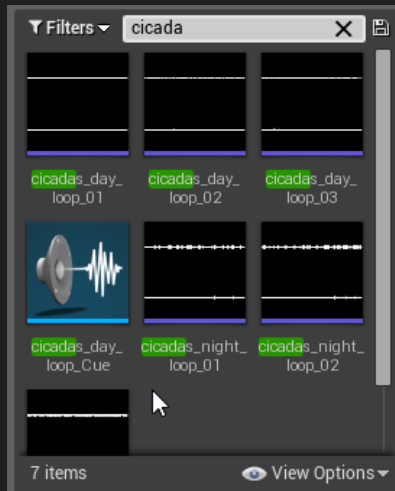 Filters
cicada
cicadas_day_
loop_01
cicadas_day_
loop_02
cicadas_day_
loop_03
cicadas_day_
loop_Cue
cicadas_night_
loop_01
cicadas_night_
loop_02
7 items
View Options